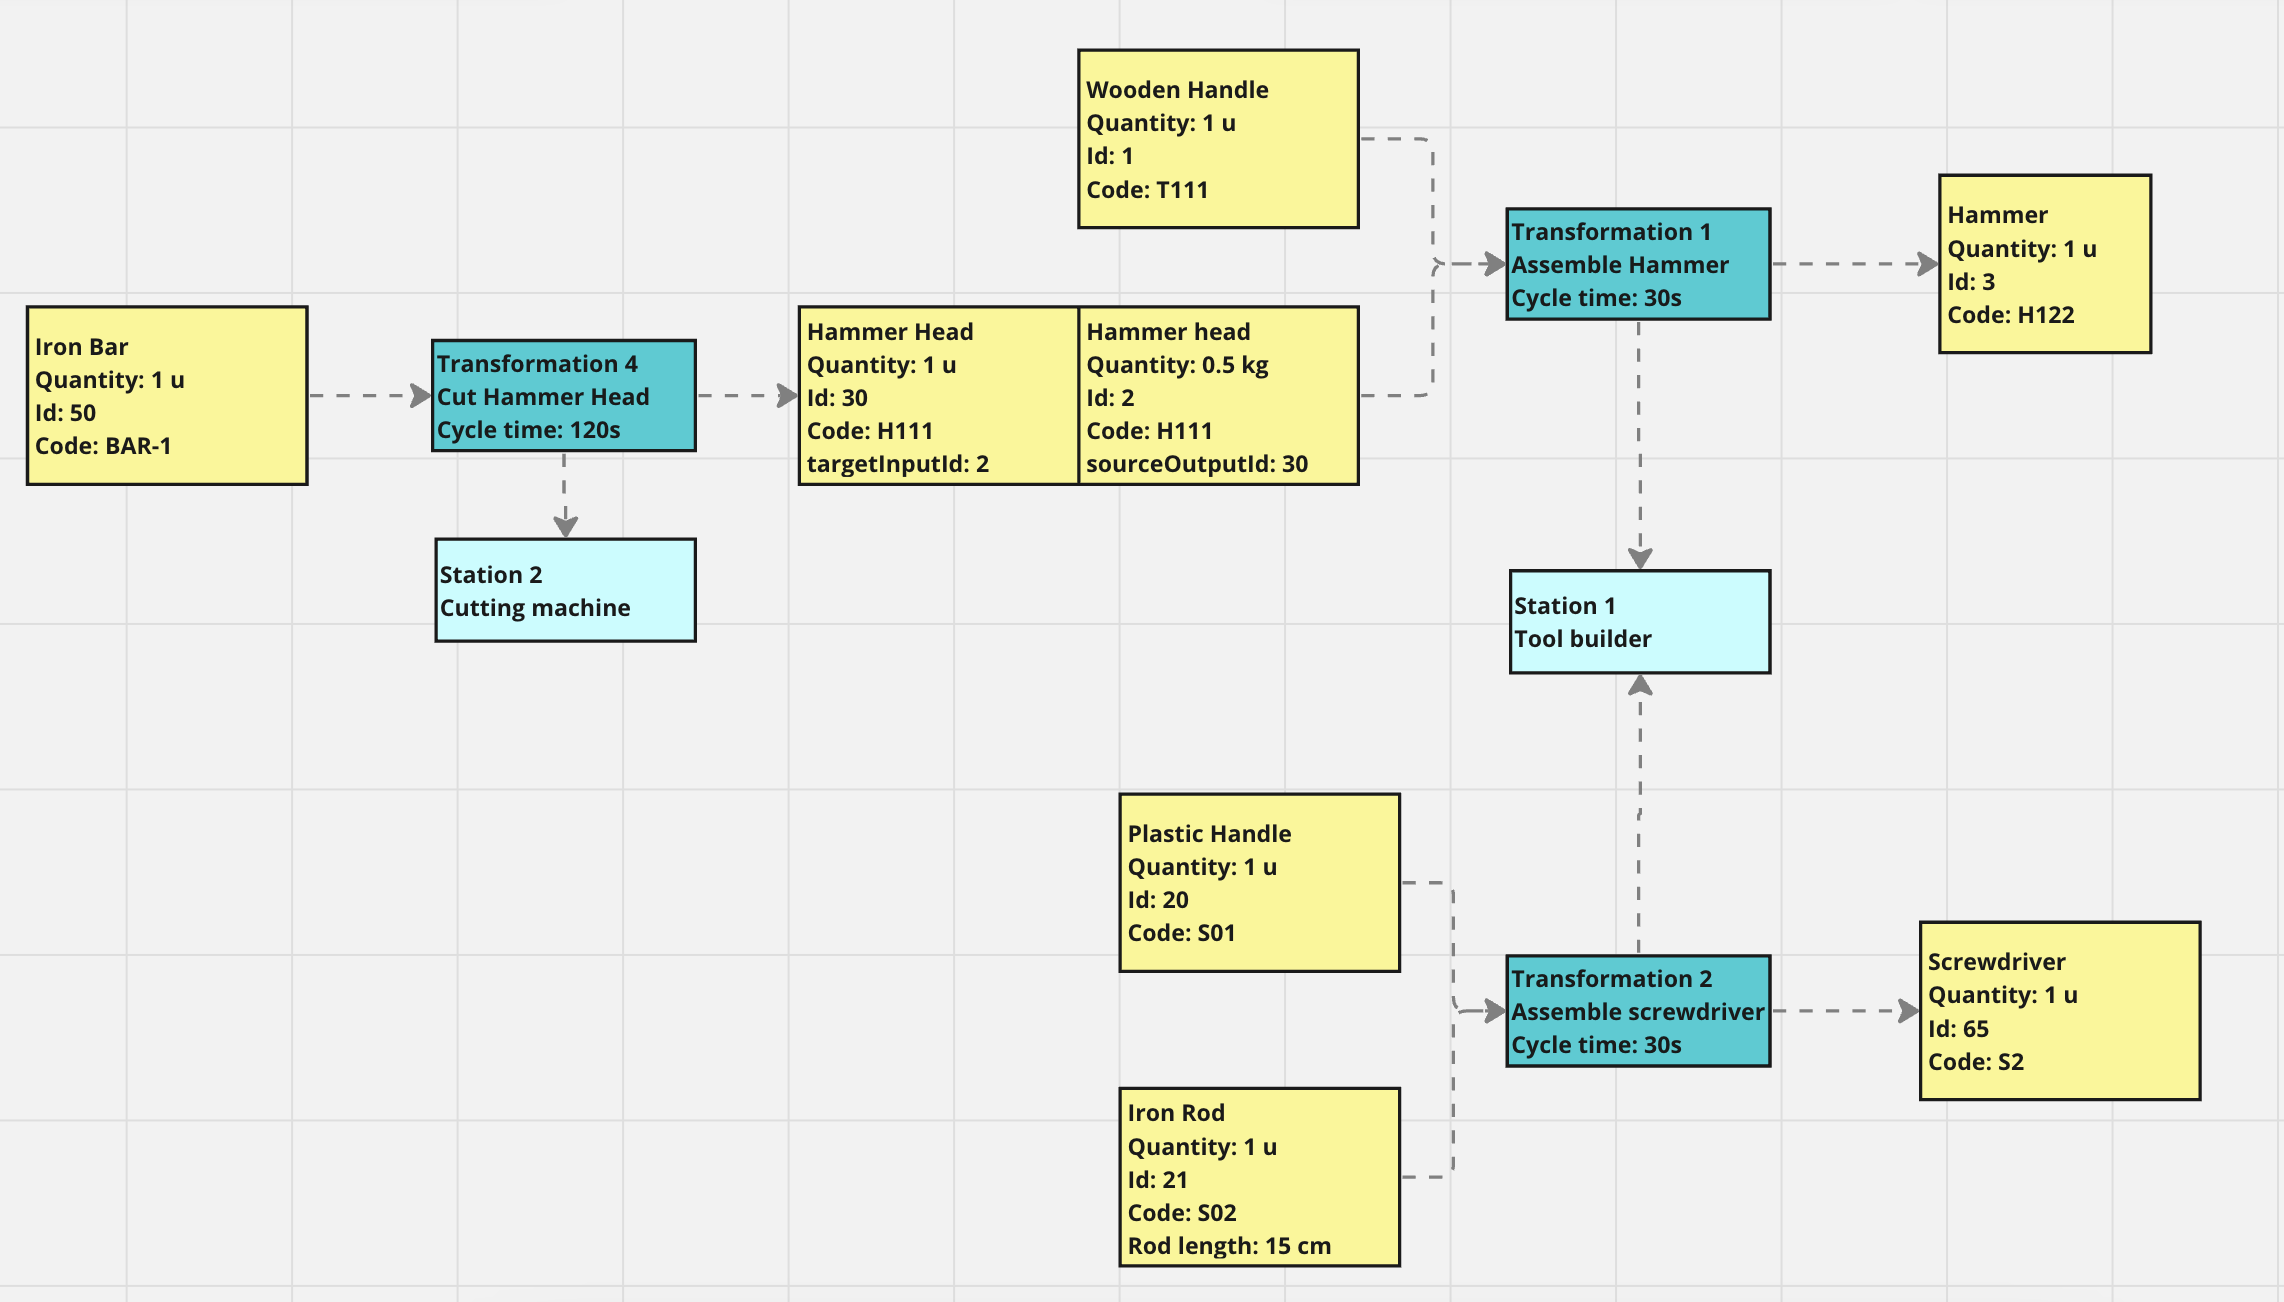 Wooden Handle
Quantity: 1 u
Id: 1
Code: T111
Transformation 1
Assemble Hammer
Cycle time: 30s
Hammer
Quantity: 1 u
Id: 3
Code: H122
Iron Bar
Quantity: 1 u
Id: 50
Code: BAR-1
Transformation 4
Cut Hammer Head
Cycle time: 120s
Hammer Head
Quantity: 1 u
Id: 30
Code: H111
targetInputId: 2
Hammer head
Quantity: 0.5 kg
Id: 2
Code: H111
sourceOutputId: 30
Station 2
Cutting machine
Station 1
Tool builder
Plastic Handle
Quantity: 1 u
Id: 20
Code: S01
Transformation 2
Assemble screwdriver
Cycle time: 30s
Screwdriver
Quantity: 1 u
Id: 65
Code: S2
Iron Rod
Quantity: 1 u
Id: 21
Code: S02
Rod length: 15 cm